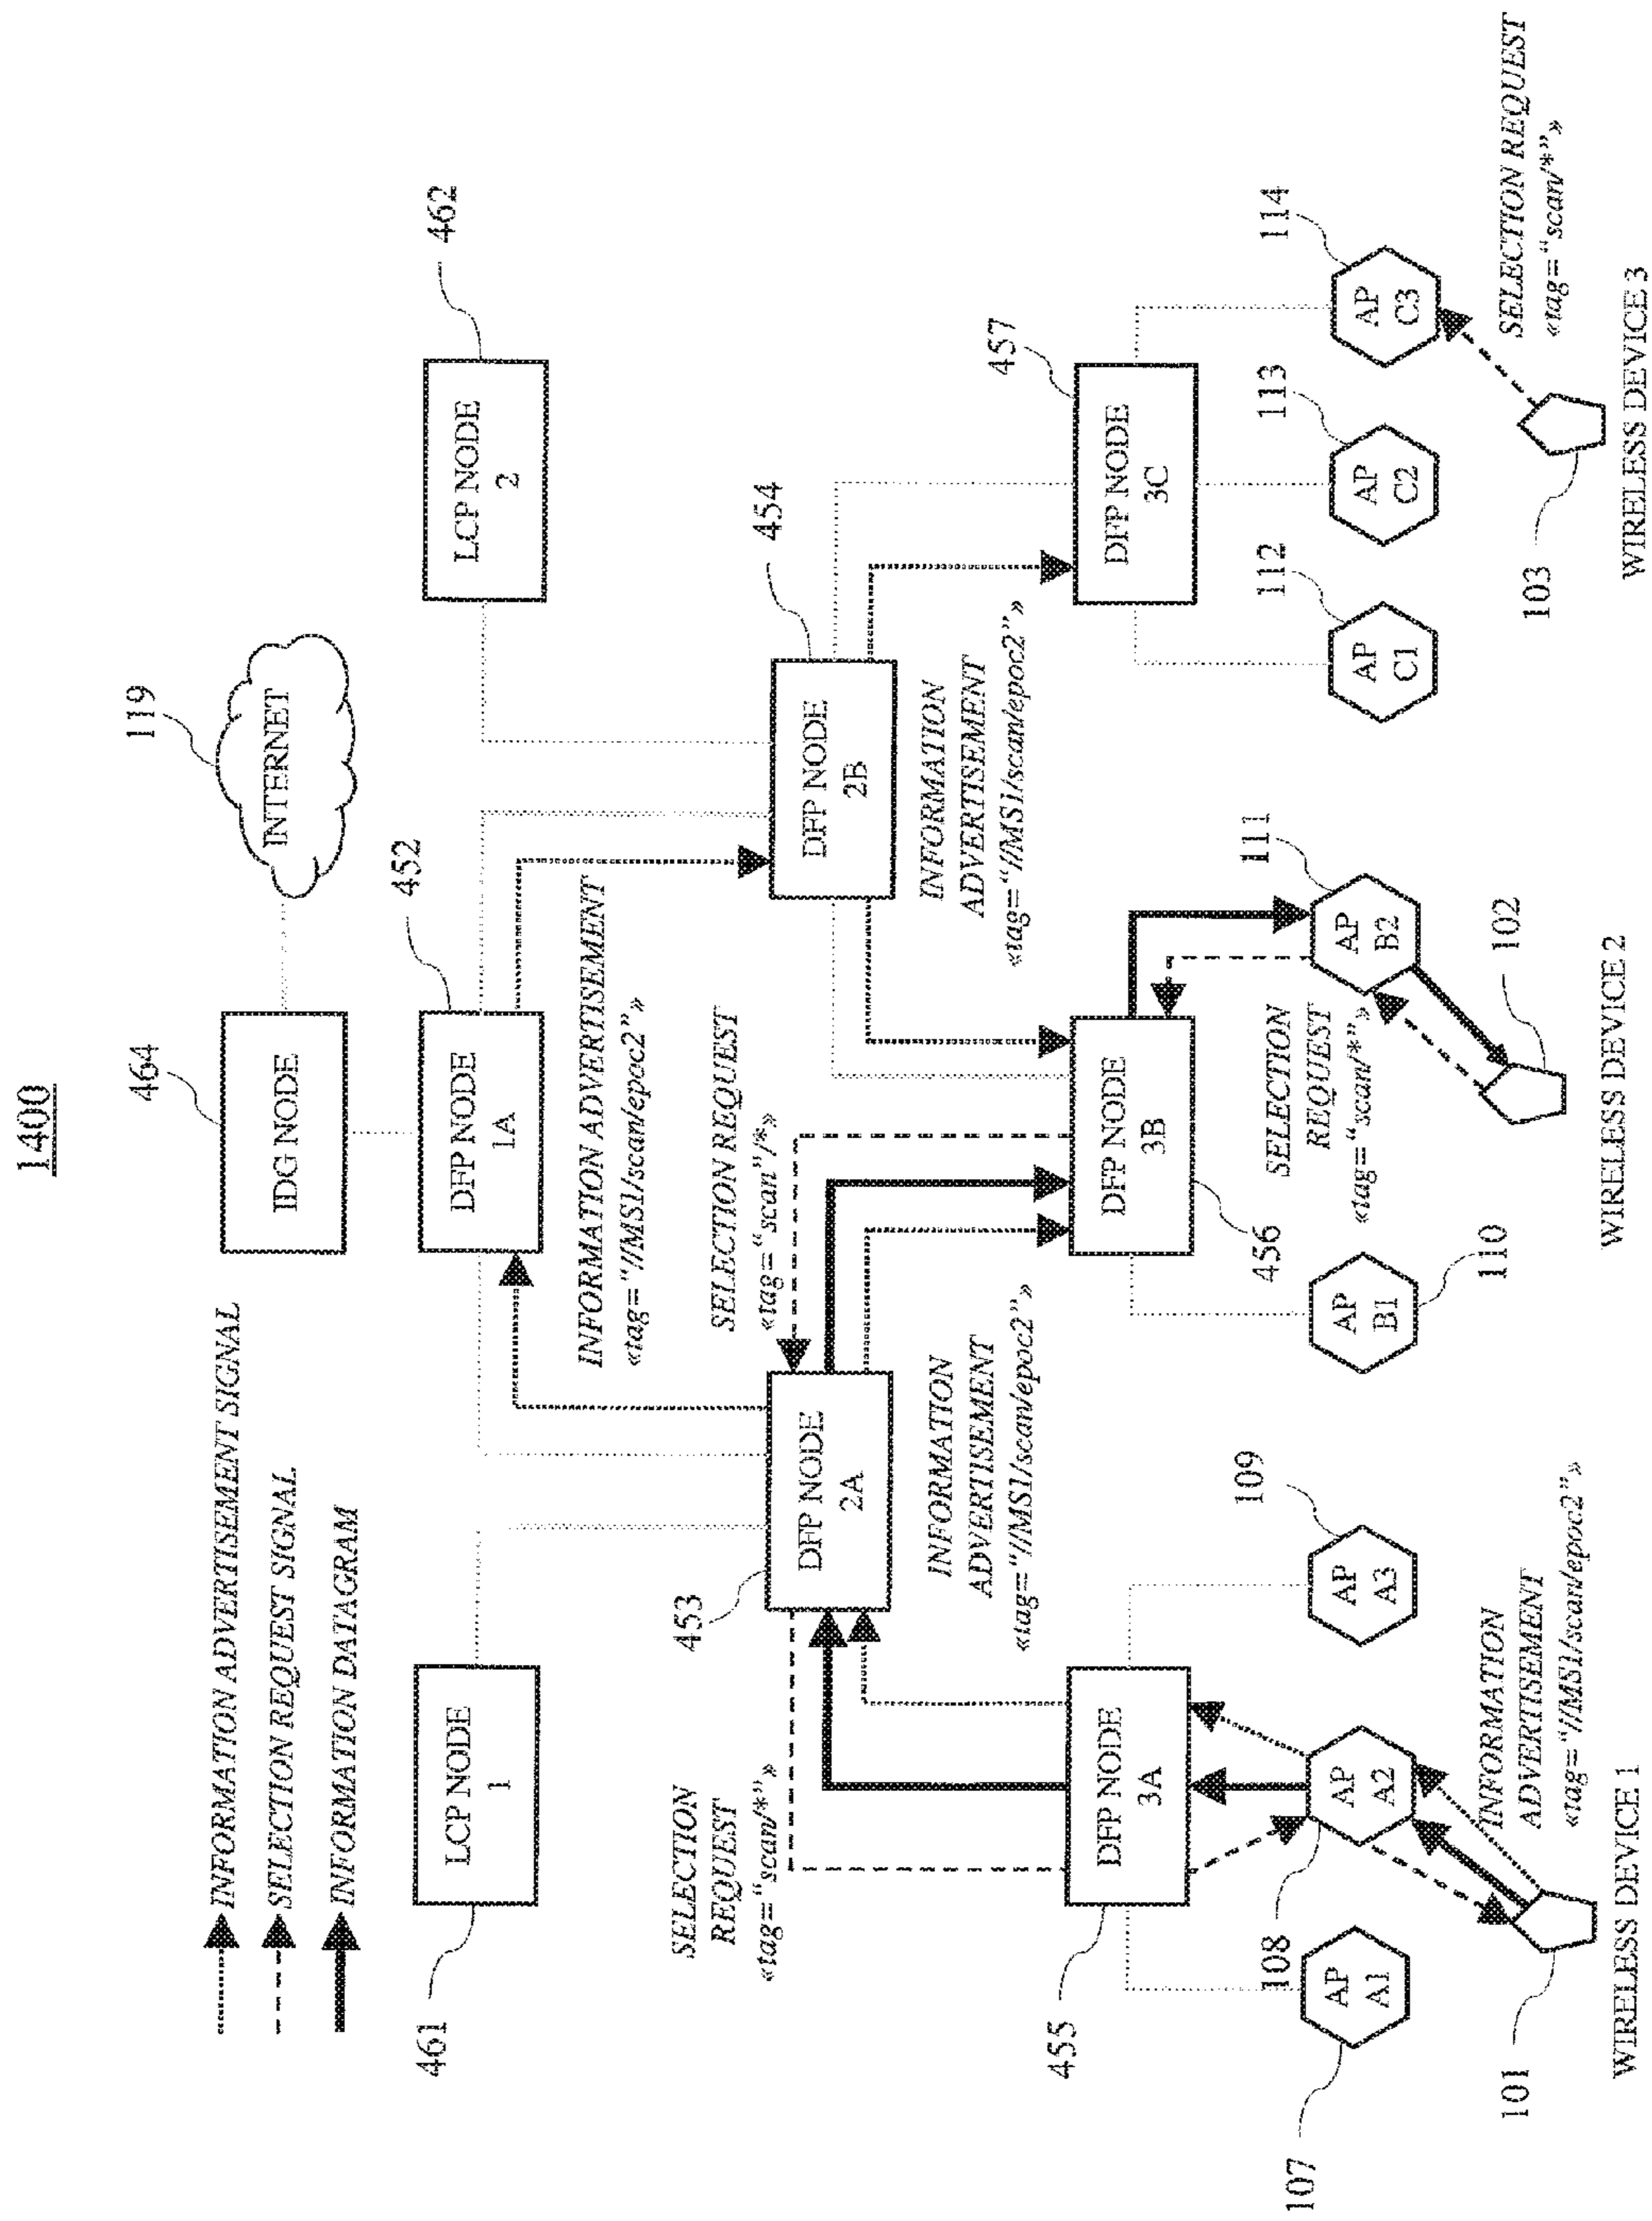 1400
INFORMATION ADVERTISEMENT SIGNAL
SELECTION REQUEST SIGNAL
INFORMATION DATAGRAM
464
IDG NODE
119
INTERNET
461
LCP NODE
1
452
DFP NODE
1A
462
LCP NODE
2
INFORMATION ADVERTISEMENT
«tag="//MS1/scan/epoc2"»
SELECTION
REQUEST
«tag="scan/*"»
453
DFP NODE
2A
SELECTION REQUEST
«tag="scan"/*»
454
DFP NODE
2B
INFORMATION
ADVERTISEMENT
«tag="//MS1/scan/epoc2"»
INFORMATION
ADVERTISEMENT
«tag="//MS1/scan/epoc2"»
455
DFP NODE
3A
456
DFP NODE
3B
457
DFP NODE
3C
107
AP
A1
108
AP
A2
109
AP
A3
110
AP
B1
111
AP
B2
112
AP
C1
113
AP
C2
114
AP
C3
INFORMATION
ADVERTISEMENT
«tag="//MS1/scan/epoc2"»
SELECTION
REQUEST
«tag="scan/*"»
SELECTION REQUEST
«tag="scan/*"»
101
WIRELESS DEVICE 1
102
WIRELESS DEVICE 2
103
WIRELESS DEVICE 3